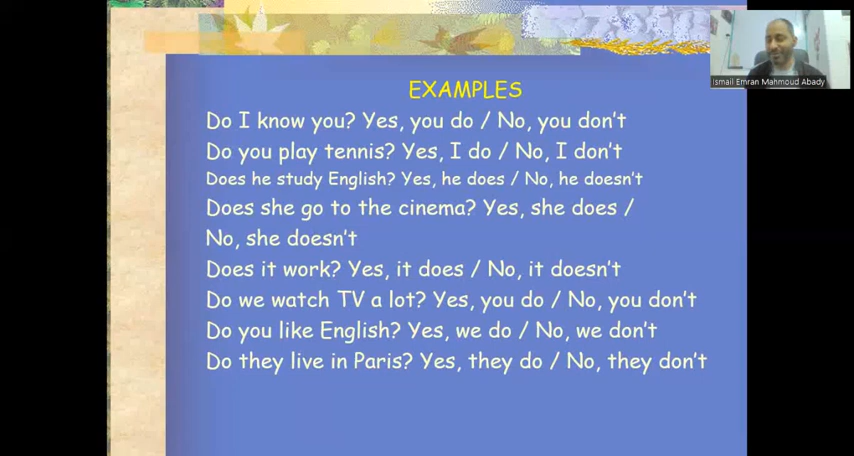 Ismail Emran Mahmoud Abady
EXAMPLES
Do I know you? Yes, you do / No, you don't
Do you play tennis? Yes, I do / No, I don't
Does he study English? Yes, he does / No, he doesn't
Does she go to the cinema? Yes, she does /
No, she doesn't
Does it work? Yes, it does / No, it doesn't
Do we watch TV a lot? Yes, you do / No, you don't
Do you like English? Yes, we do / No, we don't
Do they live in Paris? Yes, they do / No, they don't